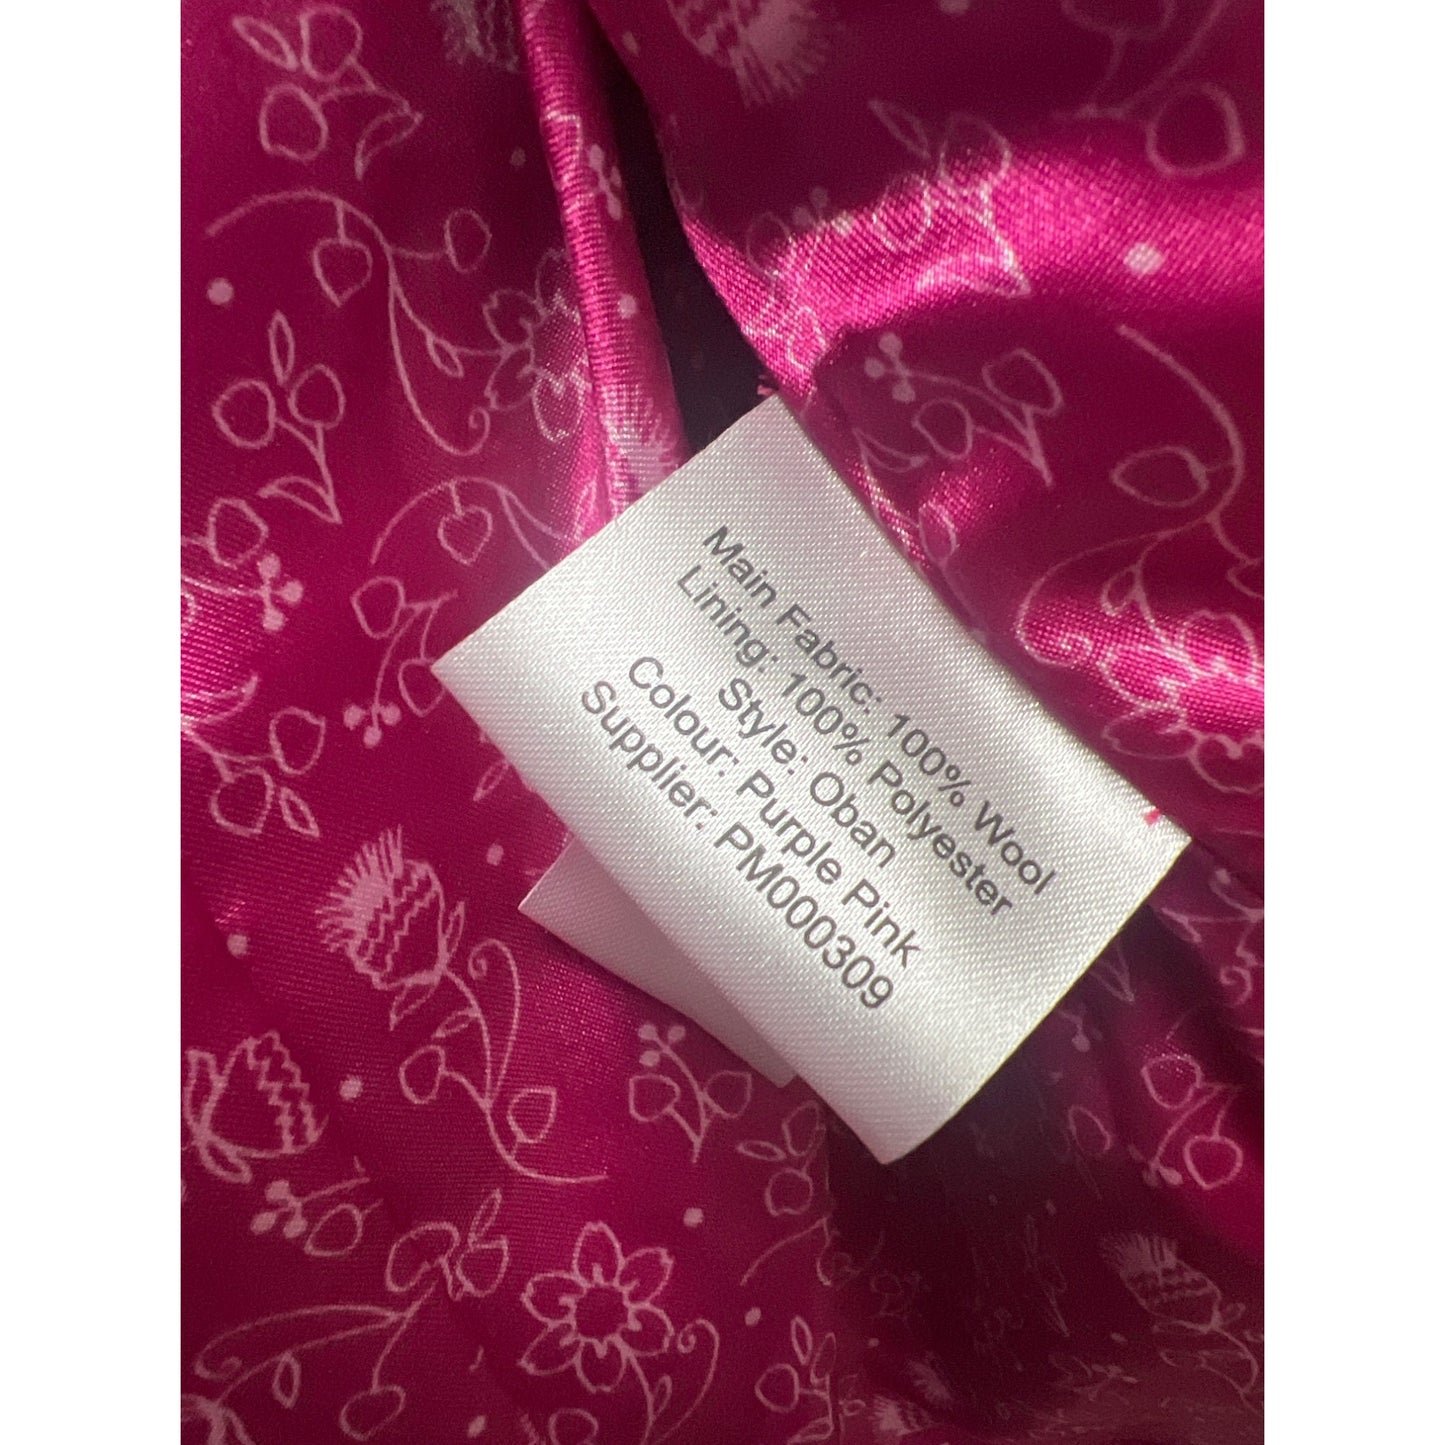 Main Fabric: 100% Wool
Lining: 100% Polyester
Style: Oban
Colour: Purple Pink
Supplier: PM000309